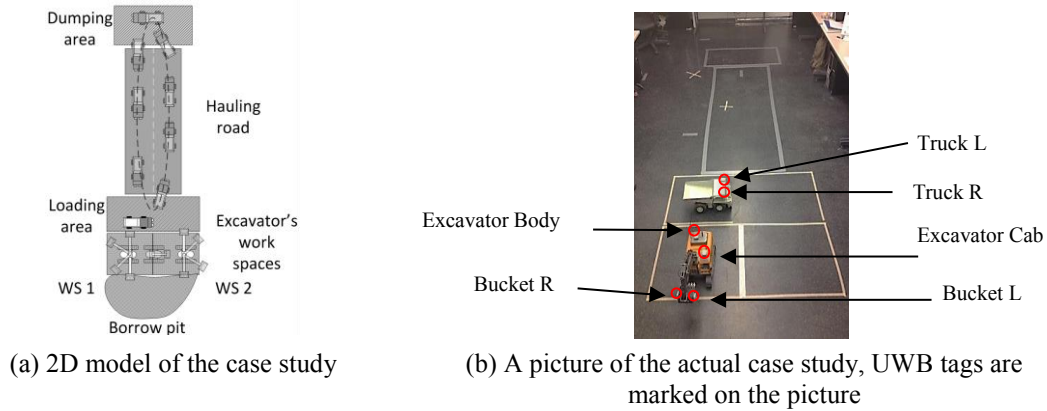 Dumping
area
Hauling
road
Loading
area
Excavator's
work
spaces
WS 1
WS 2
Borrow pit
Truck L
Truck R
Excavator Body
Excavator Cab
Bucket R
Bucket L
(a) 2D model of the case study
(b) A picture of the actual case study, UWB tags are
marked on the picture